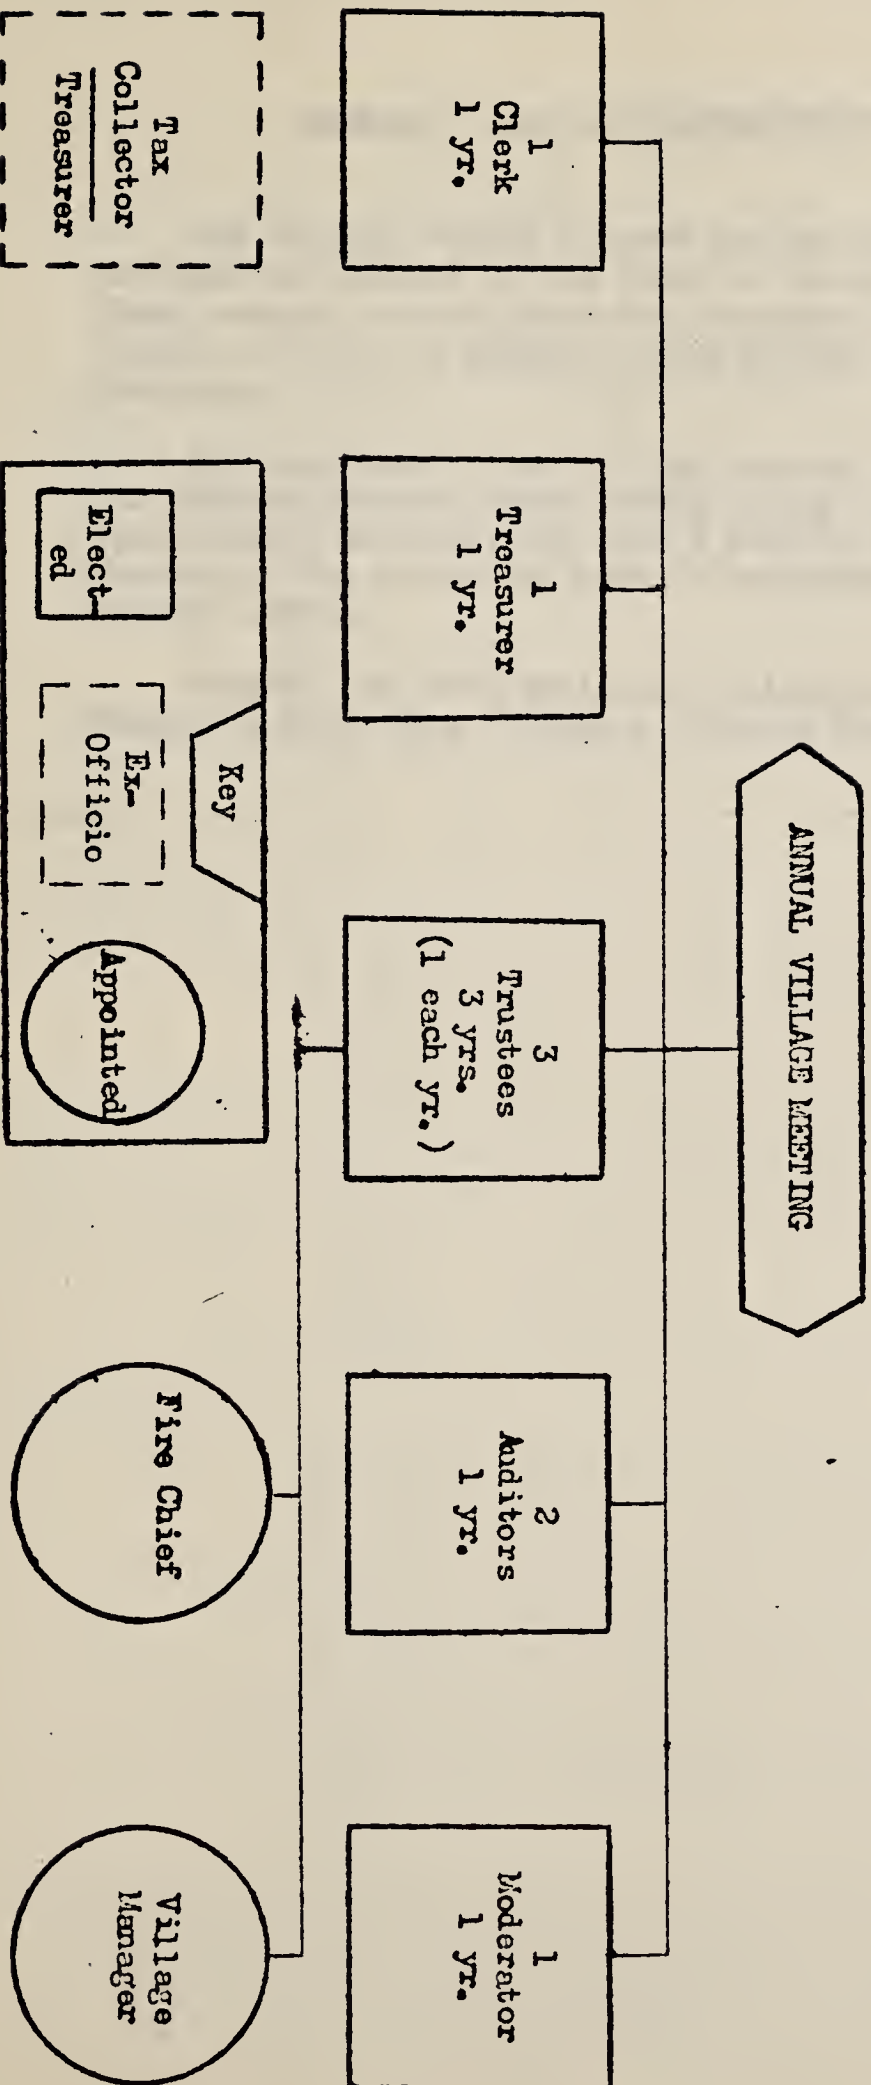 ANNUAL VILLAGE MEETING
1
Clerk
1 yr.
1
Treasurer
1 yr.
3
Trustees
3 yrs.
(1 each yr.)
2
Auditors
1 yr.
1
Moderator
1 yr.
Tax
Collector
Treasurer
Key
Elect-
ed
Ex-
Officio
Appointed
Fire Chief
Village
Manager